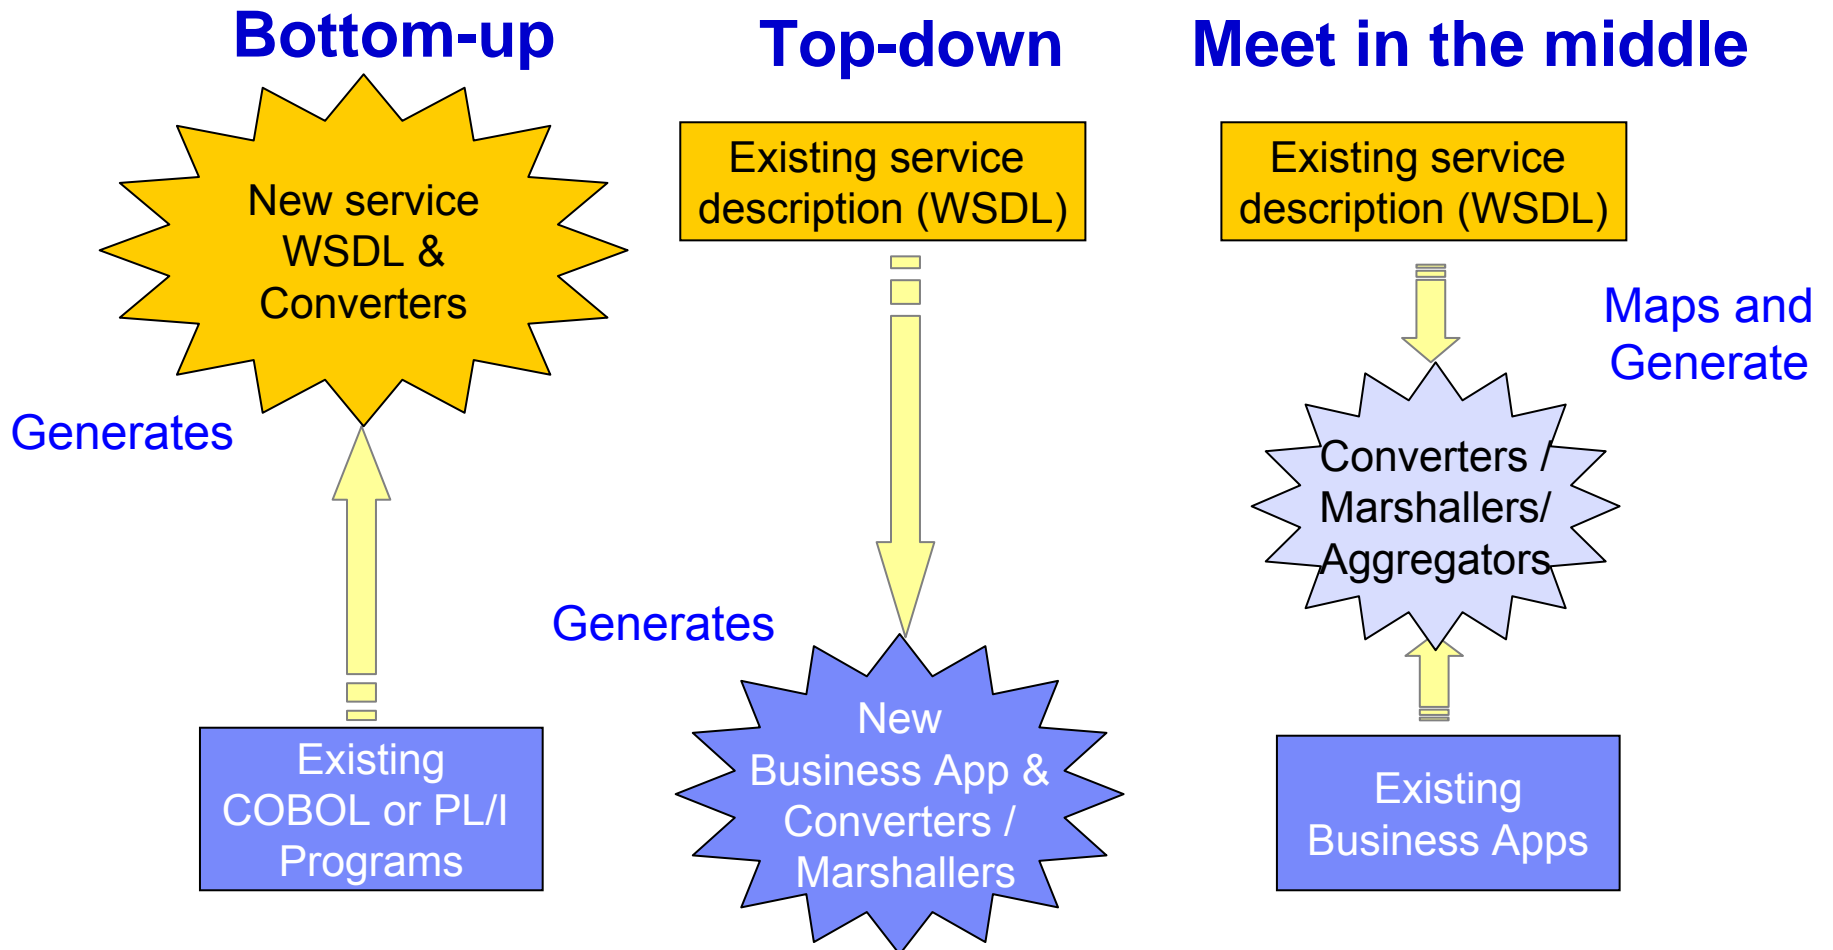 Bottom-up
New service
WSDL &
Converters
Generates
Existing
COBOL or PL/I
Programs
Top-down
Existing service
description (WSDL)
Generates
New
Business App &
Converters /
Marshallers
Meet in the middle
Existing service
description (WSDL)
Maps and
Generate
Converters /
Marshallers/
Aggregators
Existing
Business Apps